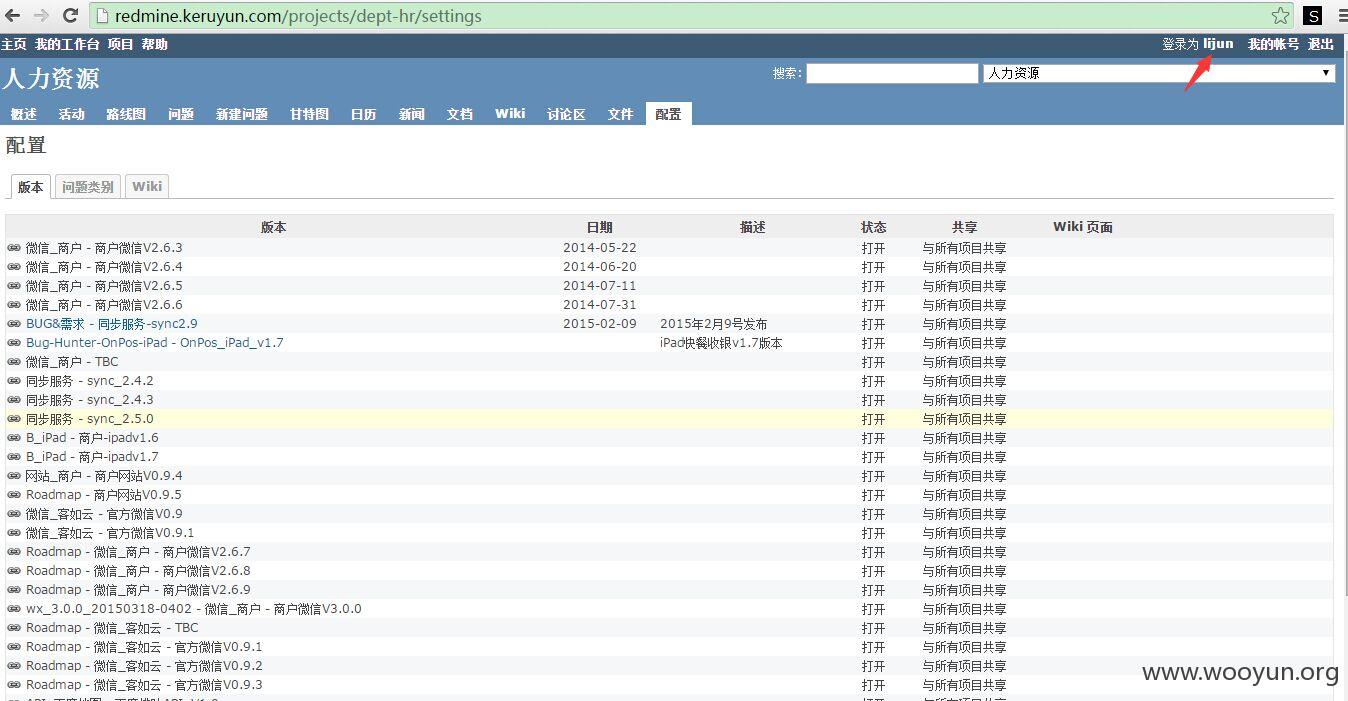 redmine.keruyun.com/projects/dept-hr/settings
主页 我的工作台 项目 帮助 登录为 lijun 我的帐号 退出
人力资源 搜索: 人力资源
概述 活动 路线图 问题 新建问题 甘特图 日历 新闻 文档 Wiki 讨论区 文件 配置
配置
版本 问题类别 Wiki
版本 日期 描述 状态 共享 Wiki 页面
微信_商户 - 商户微信V2.6.3 2014-05-22 打开 与所有项目共享
微信_商户 - 商户微信V2.6.4 2014-06-20 打开 与所有项目共享
微信_商户 - 商户微信V2.6.5 2014-07-11 打开 与所有项目共享
微信_商户 - 商户微信V2.6.6 2014-07-31 打开 与所有项目共享
BUG&需求 - 同步服务-sync2.9 2015-02-09 2015年2月9号发布 打开 与所有项目共享
Bug-Hunter-OnPos-iPad - OnPos_iPad_v1.7 iPad快餐收银v1.7版本 打开 与所有项目共享
微信_商户 - TBC 打开 与所有项目共享
同步服务 - sync_2.4.2 打开 与所有项目共享
同步服务 - sync_2.4.3 打开 与所有项目共享
同步服务 - sync_2.5.0 打开 与所有项目共享
B_iPad - 商户-ipadv1.6 打开 与所有项目共享
B_iPad - 商户-ipadv1.7 打开 与所有项目共享
网站_商户 - 商户网站V0.9.4 打开 与所有项目共享
Roadmap - 商户网站V0.9.5 打开 与所有项目共享
微信_客如云 - 官方微信V0.9 打开 与所有项目共享
微信_客如云 - 官方微信V0.9.1 打开 与所有项目共享
Roadmap - 微信_商户 - 商户微信V2.6.7 打开 与所有项目共享
Roadmap - 微信_商户 - 商户微信V2.6.8 打开 与所有项目共享
Roadmap - 微信_商户 - 商户微信V2.6.9 打开 与所有项目共享
wx_3.0.0_20150318-0402 - 微信_商户 - 商户微信V3.0.0 打开 与所有项目共享
Roadmap - 微信_客如云 - TBC 打开 与所有项目共享
Roadmap - 微信_客如云 - 官方微信V0.9.1 打开 与所有项目共享
Roadmap - 微信_客如云 - 官方微信V0.9.2 打开 与所有项目共享
Roadmap - 微信_客如云 - 官方微信V0.9.3 打开 与所有项目共享
www.wooyun.org